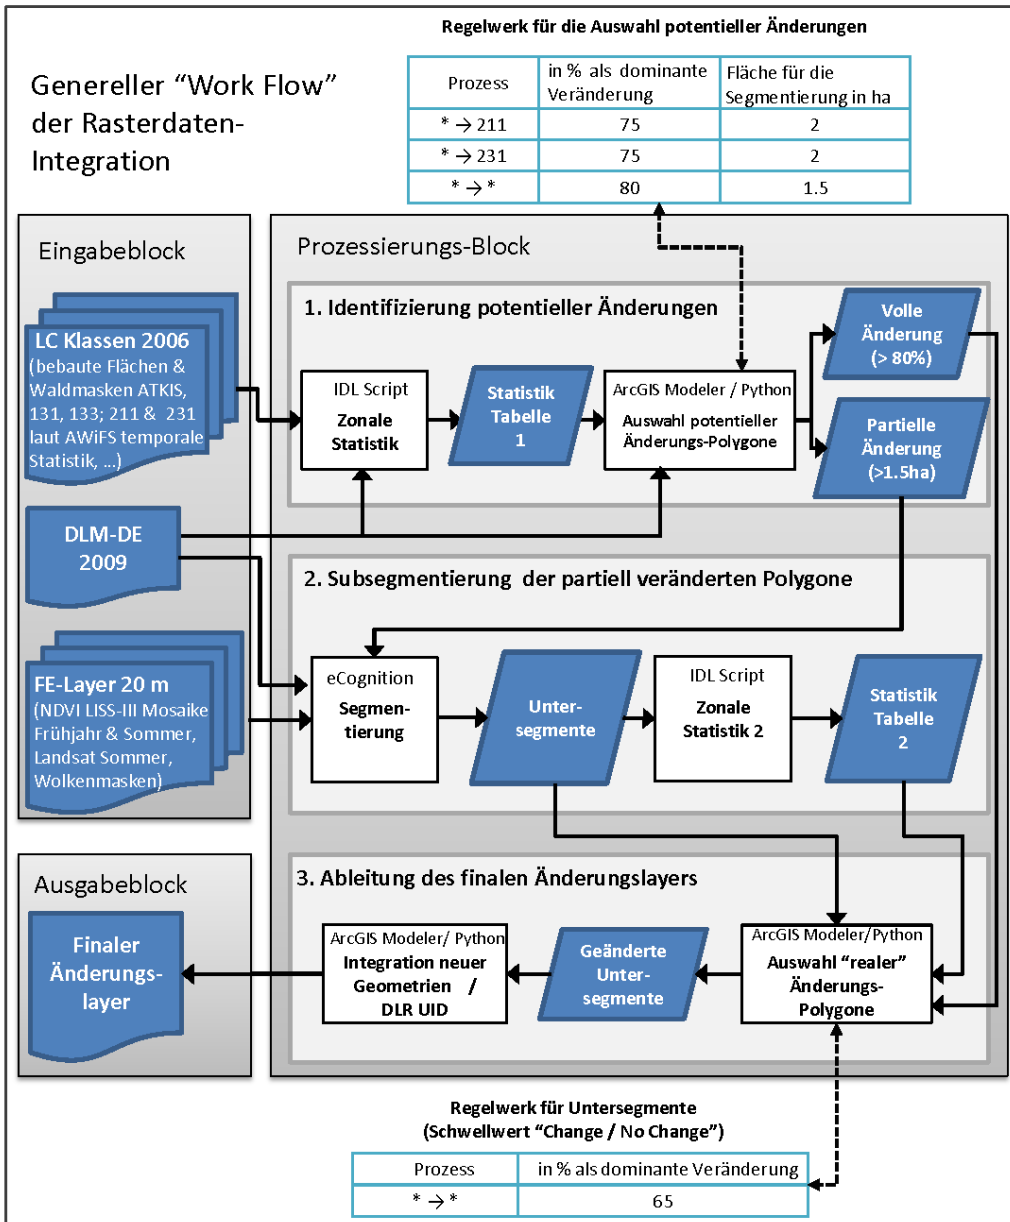 Regelwerk für die Auswahl potentieller Änderungen
Genereller “Work Flow”
der Rasterdaten-
Integration
Prozess
in % als dominante
Veränderung
Fläche für die
Segmentierung in ha
* → 211
75
2
* → 231
75
2
* → *
80
1.5
Eingabeblock
LC Klassen 2006
(bebaute Flächen &
Waldmasken ATKIS,
131, 133; 211 & 231
laut AWiFS temporale
Statistik, ...)
DLM-DE
2009
FE-Layer 20 m
(NDVI LISS-III Mosaike
Frühjahr & Sommer,
Landsat Sommer,
Wolkenmasken)
Prozessierungs-Block
1. Identifizierung potentieller Änderungen
IDL Script
Zonale
Statistik
Statistik
Tabelle
1
ArcGIS Modeler / Python
Auswahl potentieller
Änderungs-Polygone
Volle
Änderung
(> 80%)
Partielle
Änderung
(>1.5ha)
2. Subsegmentierung der partiell veränderten Polygone
eCognition
Segmen-
tierung
Unter-
segmente
IDL Script
Zonale
Statistik 2
Statistik
Tabelle
2
3. Ableitung des finalen Änderungslayers
ArcGIS Modeler/Python
Auswahl “realer”
Änderungs-
Polygone
Geänderte
Unter-
segmente
ArcGIS Modeler/ Python
Integration neuer
Geometrien /
DLR UID
Ausgabeblock
Finaler
Änderungs-
layer
Regelwerk für Untersegmente
(Schwellwert “Change / No Change”)
Prozess
in % als dominante Veränderung
* → *
65